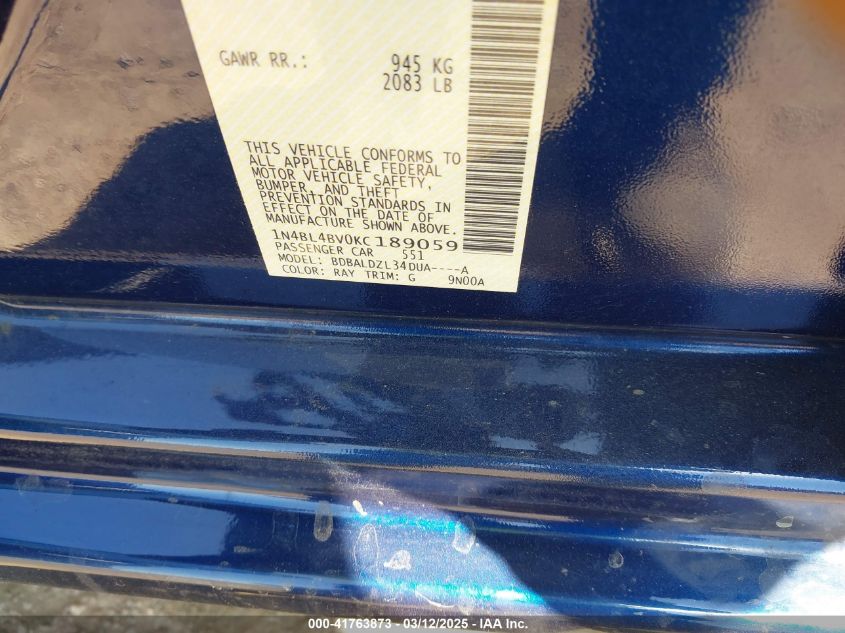 GAWR RR.: 945 KG
2083 LB
THIS VEHICLE CONFORMS TO
ALL APPLICABLE FEDERAL
MOTOR VEHICLE SAFETY,
BUMPER, AND THEFT
PREVENTION STANDARDS IN
EFFECT ON THE DATE OF
MANUFACTURE SHOWN ABOVE.
1N4BL4BV0KC189059
PASSENGER CAR 551
MODEL: BDBALDZL34DUA----A
COLOR: RAY TRIM: G 9N00A
000-41763873 - 03/12/2025 - IAA Inc.